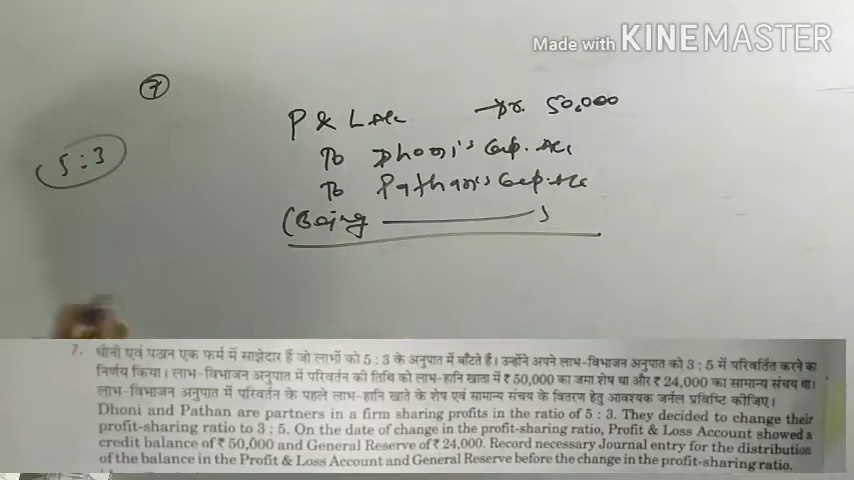 Made with KINEMASTER
7
5:3
P & L A/c Dr. 50,000
To Dhoni's Cap. A/c
To Pathan's Cap. A/c
(Being )
7. धौनी एवं पठान एक फर्म में साझेदार हैं जो लाभों को 5 : 3 के अनुपात में बाँटते हैं। उन्होंने अपने लाभ-विभाजन अनुपात को 3 : 5 में परिवर्तित करने का
निर्णय किया। लाभ-विभाजन अनुपात में परिवर्तन की तिथि को लाभ-हानि खाता में ₹ 50,000 का जमा शेष था और ₹ 24,000 का सामान्य संचय था।
लाभ-विभाजन अनुपात में परिवर्तन के पहले लाभ-हानि खाते के शेष एवं सामान्य संचय के वितरण हेतु आवश्यक जर्नल प्रविष्टि कीजिए।
Dhoni and Pathan are partners in a firm sharing profits in the ratio of 5 : 3. They decided to change their
profit-sharing ratio to 3 : 5. On the date of change in the profit-sharing ratio, Profit & Loss Account showed a
credit balance of ₹ 50,000 and General Reserve of ₹ 24,000. Record necessary Journal entry for the distribution
of the balance in the Profit & Loss Account and General Reserve before the change in the profit-sharing ratio.